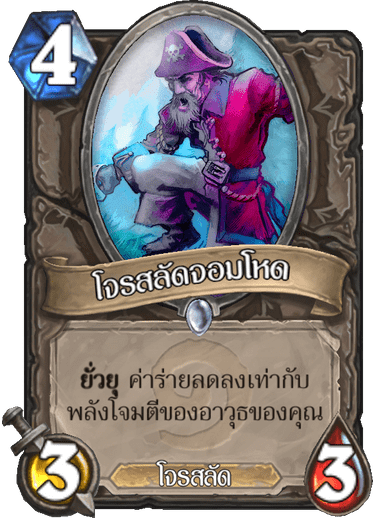 4
โจรสลัดจอมโหด
ยั่วยุ ค่าร่ายลดลงเท่ากับ
พลังโจมตีของอาวุธของคุณ
3
โจรสลัด
3